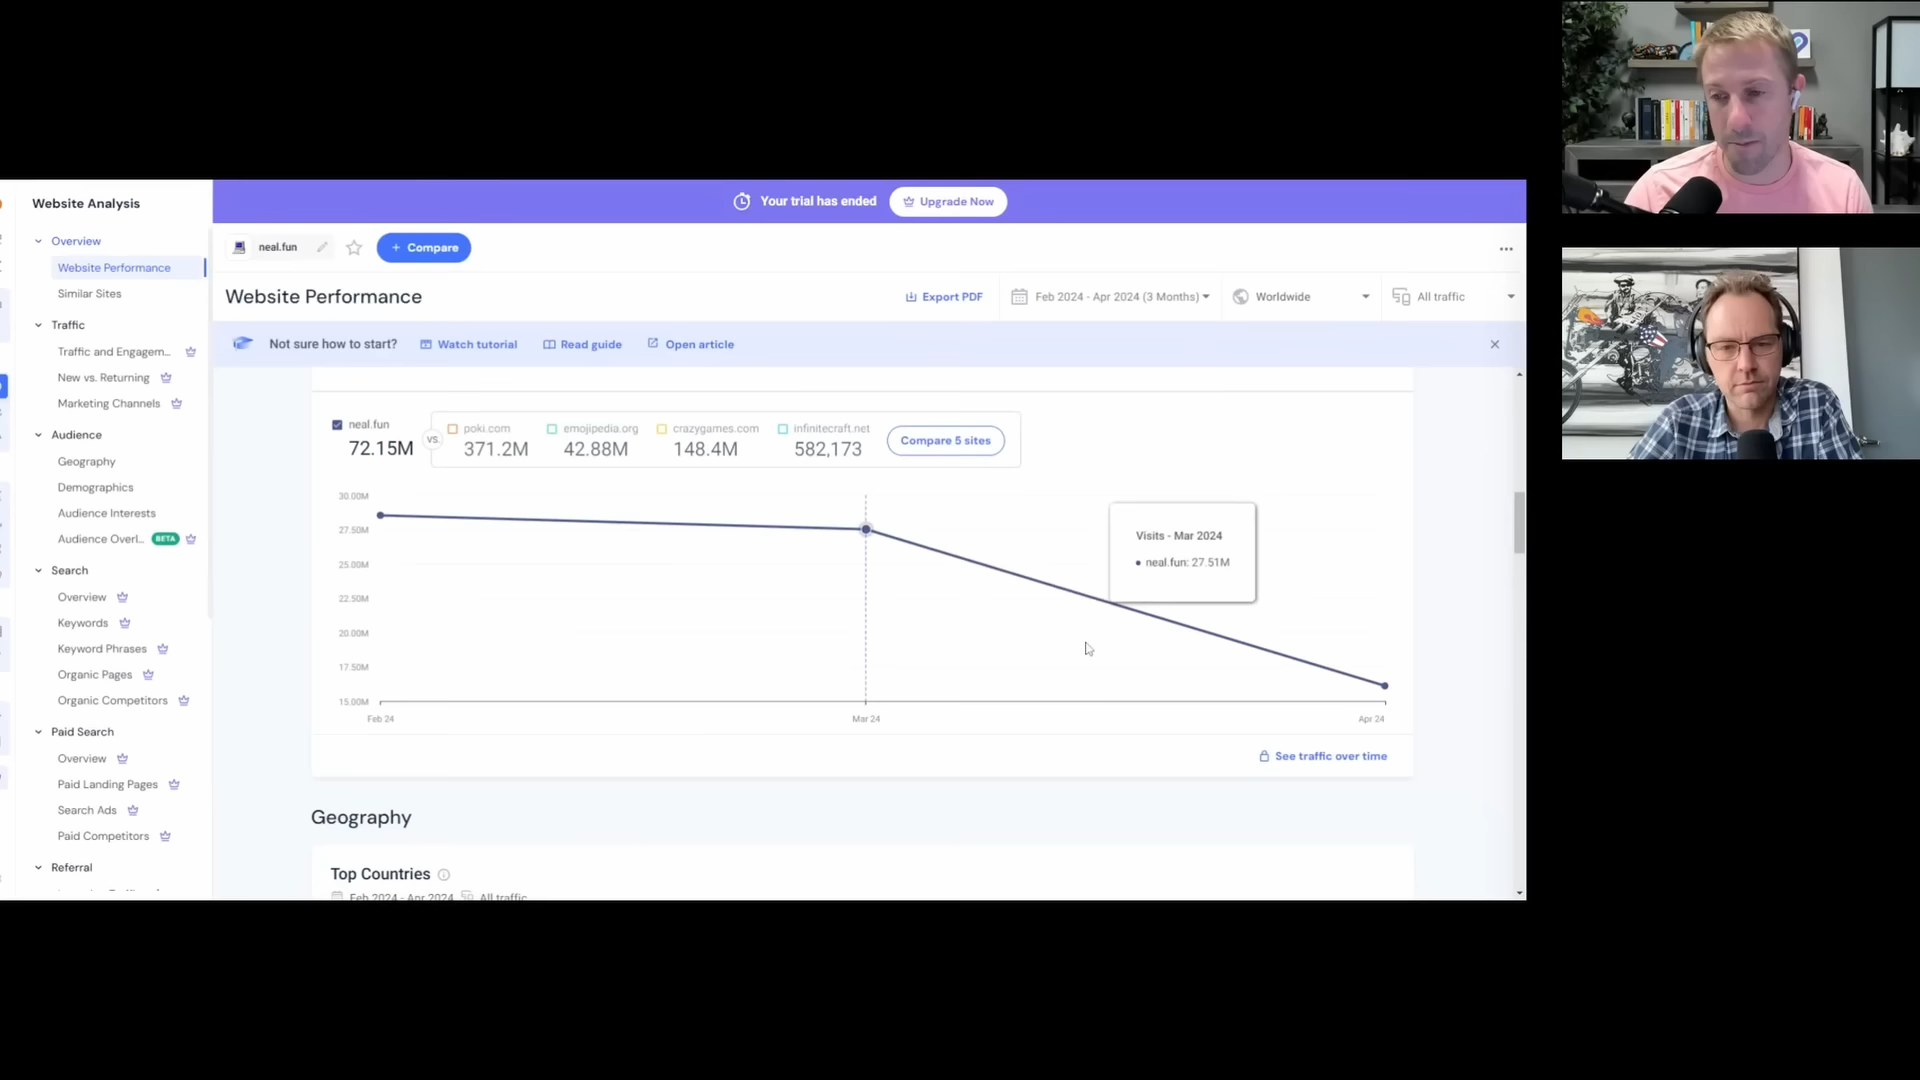 Website Analysis
Overview
Website Performance
Similar Sites
Traffic
Traffic and Engagem...
New vs. Returning
Marketing Channels
Audience
Geography
Demographics
Audience Interests
Audience Overl... BETA
Search
Overview
Keywords
Keyword Phrases
Organic Pages
Organic Competitors
Paid Search
Overview
Paid Landing Pages
Search Ads
Paid Competitors
Referral
Your trial has ended Upgrade Now
neal.fun + Compare
Website Performance Export PDF Feb 2024 - Apr 2024 (3 Months) Worldwide All traffic
Not sure how to start? Watch tutorial Read guide Open article
neal.fun vs. poki.com emojipedia.org crazygames.com infinitecraft.net
72.15M 371.2M 42.88M 148.4M 582,173 Compare 5 sites
30.00M
27.50M
25.00M
22.50M
20.00M
17.50M
15.00M
Visits - Mar 2024
neal.fun: 27.51M
Feb 24 Mar 24 Apr 24
See traffic over time
Geography
Top Countries
Feb 2024 - Apr 2024 All traffic